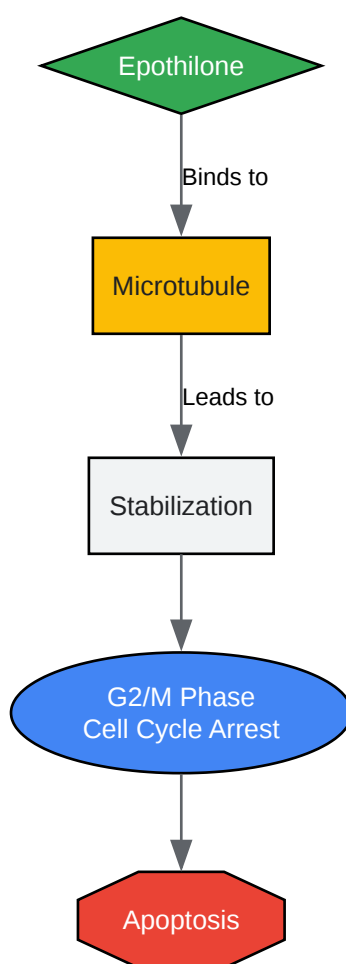 Epothilone
Binds to
Microtubule
Leads to
Stabilization
G2/M Phase
Cell Cycle Arrest
Apoptosis